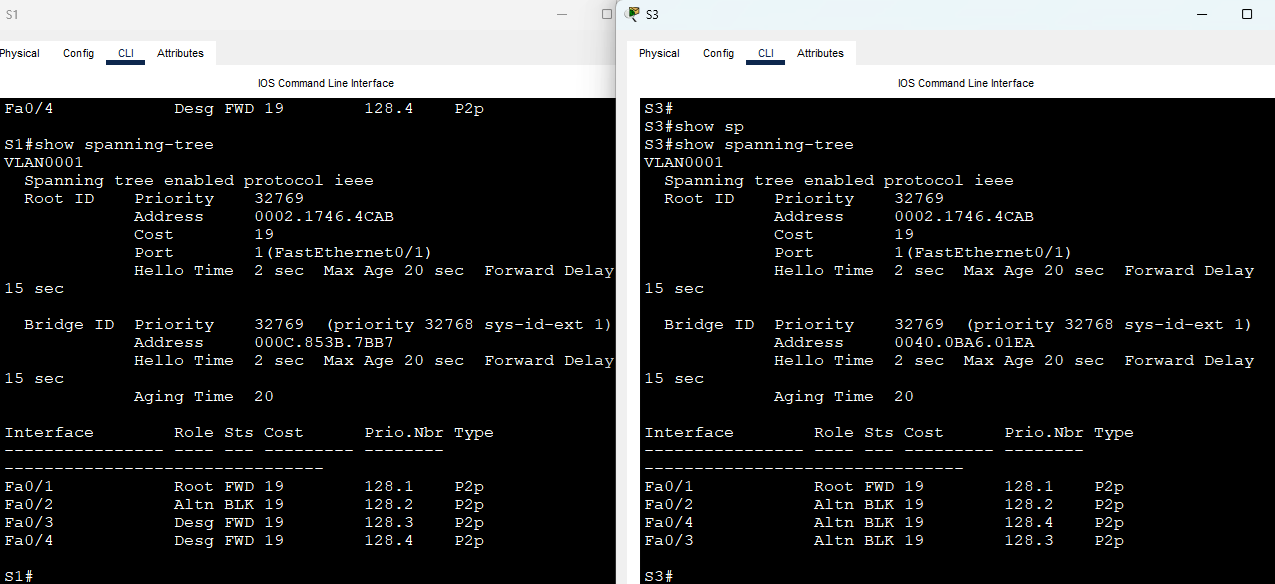 S1
Physical Config CLI Attributes
IOS Command Line Interface
Fa0/4 Desg FWD 19 128.4 P2p
S1#show spanning-tree
VLAN0001
Spanning tree enabled protocol ieee
Root ID Priority 32769
Address 0002.1746.4CAB
Cost 19
Port 1(FastEthernet0/1)
Hello Time 2 sec Max Age 20 sec Forward Delay
15 sec
Bridge ID Priority 32769 (priority 32768 sys-id-ext 1)
Address 000C.853B.7BB7
Hello Time 2 sec Max Age 20 sec Forward Delay
15 sec
Aging Time 20
Interface Role Sts Cost Prio.Nbr Type
---------------- ---- --- --------- --------
--------------------------------
Fa0/1 Root FWD 19 128.1 P2p
Fa0/2 Altn BLK 19 128.2 P2p
Fa0/3 Desg FWD 19 128.3 P2p
Fa0/4 Desg FWD 19 128.4 P2p
S1#
S3
Physical Config CLI Attributes
IOS Command Line Interface
S3#
S3#show sp
S3#show spanning-tree
VLAN0001
Spanning tree enabled protocol ieee
Root ID Priority 32769
Address 0002.1746.4CAB
Cost 19
Port 1(FastEthernet0/1)
Hello Time 2 sec Max Age 20 sec Forward Delay
15 sec
Bridge ID Priority 32769 (priority 32768 sys-id-ext 1)
Address 0040.0BA6.01EA
Hello Time 2 sec Max Age 20 sec Forward Delay
15 sec
Aging Time 20
Interface Role Sts Cost Prio.Nbr Type
---------------- ---- --- --------- --------
--------------------------------
Fa0/1 Root FWD 19 128.1 P2p
Fa0/2 Altn BLK 19 128.2 P2p
Fa0/4 Altn BLK 19 128.4 P2p
Fa0/3 Altn BLK 19 128.3 P2p
S3#